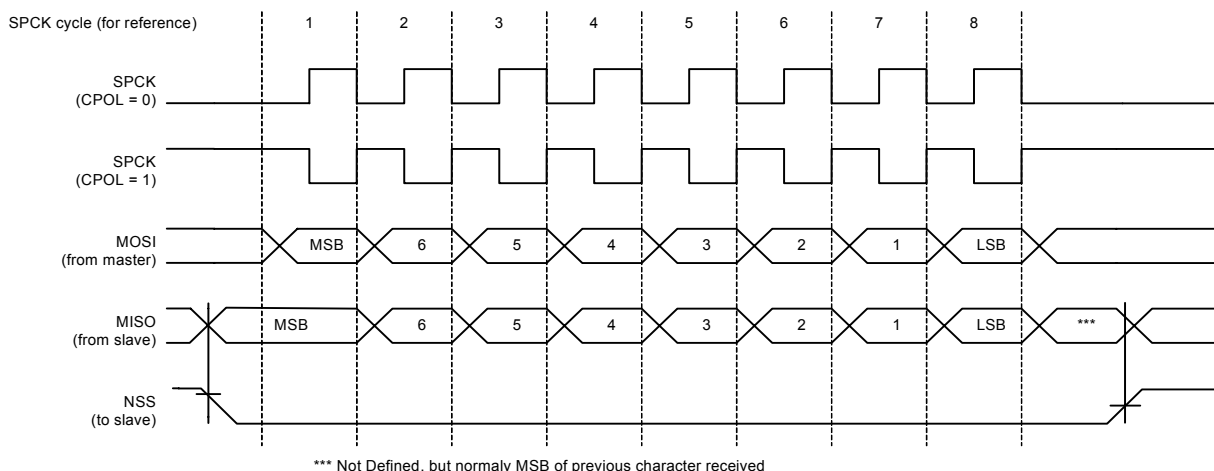 SPCK cycle (for reference) 1 2 3 4 5 6 7 8
SPCK
(CPOL = 0)
SPCK
(CPOL = 1)
MOSI
(from master)
MSB 6 5 4 3 2 1 LSB
MISO
(from slave)
MSB 6 5 4 3 2 1 LSB ***
NSS
(to slave)
*** Not Defined, but normaly MSB of previous character received